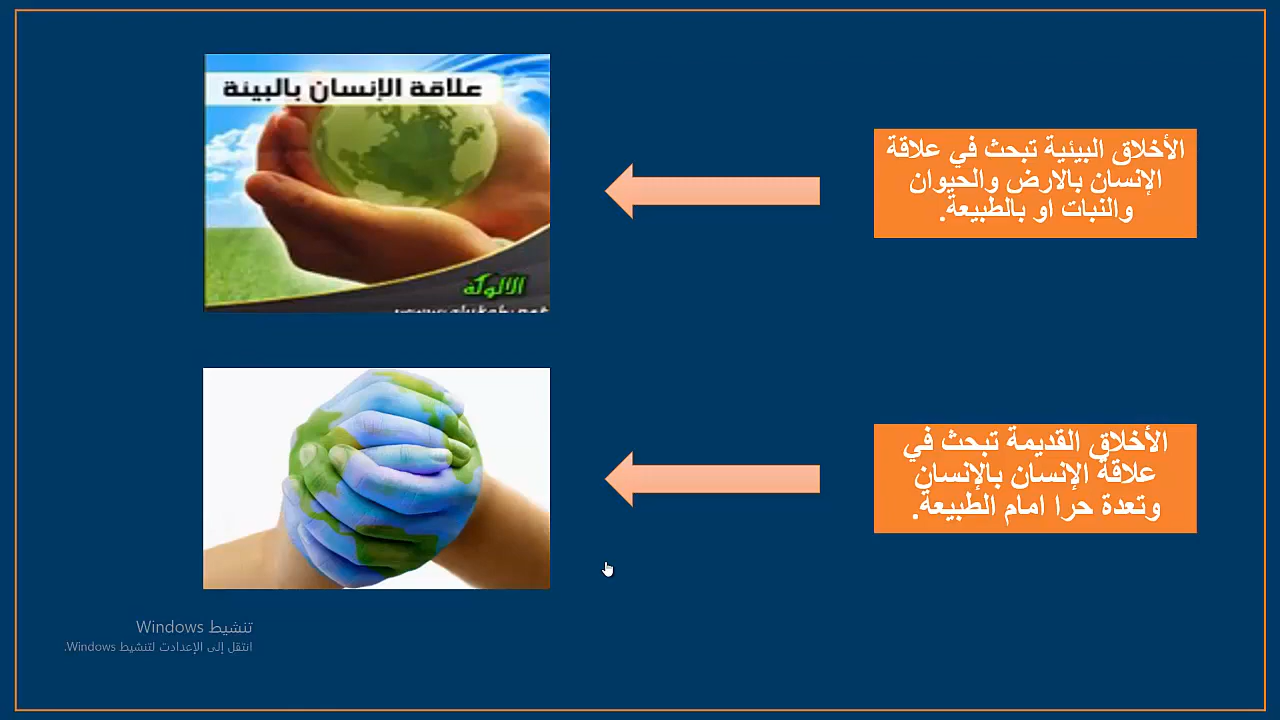 علاقة الإنسان بالبيئة
الألوكة
الأخلاق البيئية تبحث في علاقة
الإنسان بالارض والحيوان
والنبات او بالطبيعة.
الأخلاق القديمة تبحث في
علاقة الإنسان بالإنسان
وتعدة حرا امام الطبيعة.
تنشيط Windows
انتقل إلى الإعدادت لتنشيط Windows.